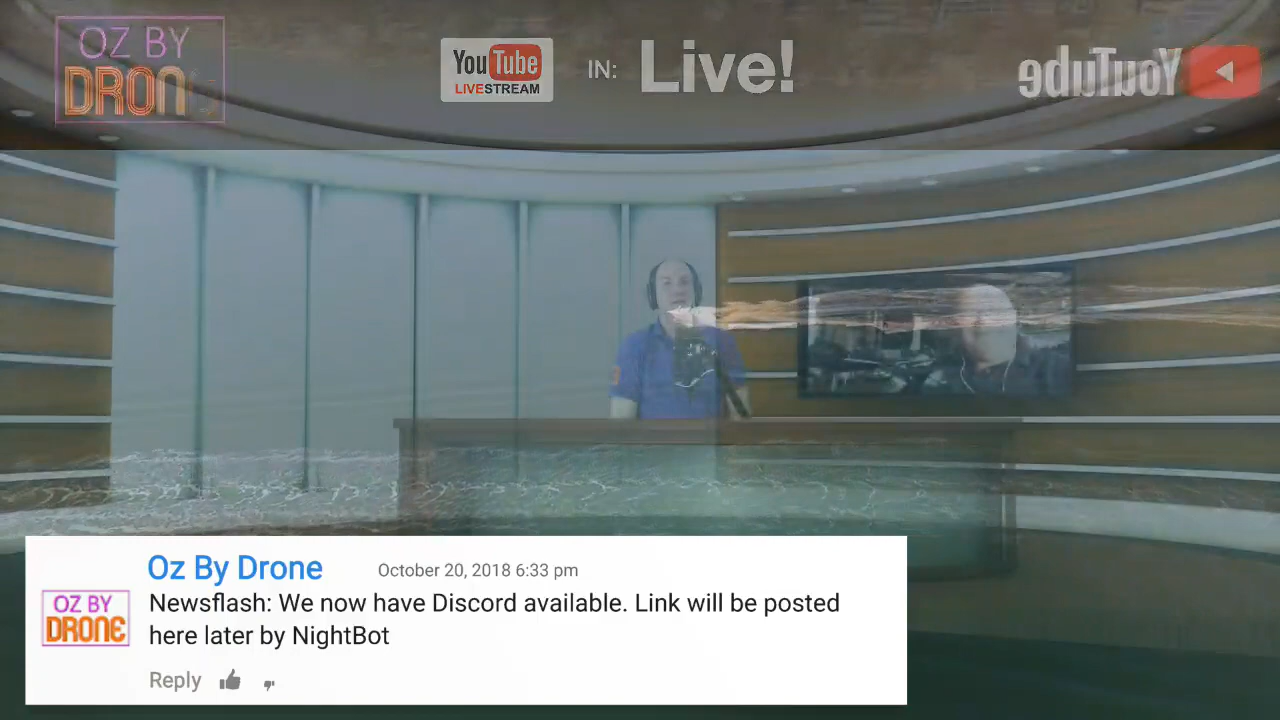 OZ BY
DRON
YouTube
LIVESTREAM
IN:
Live!
YouTube
Oz By Drone
October 20, 2018 6:33 pm
OZ BY
DRONE
Newsflash: We now have Discord available. Link will be posted
here later by NightBot
Reply